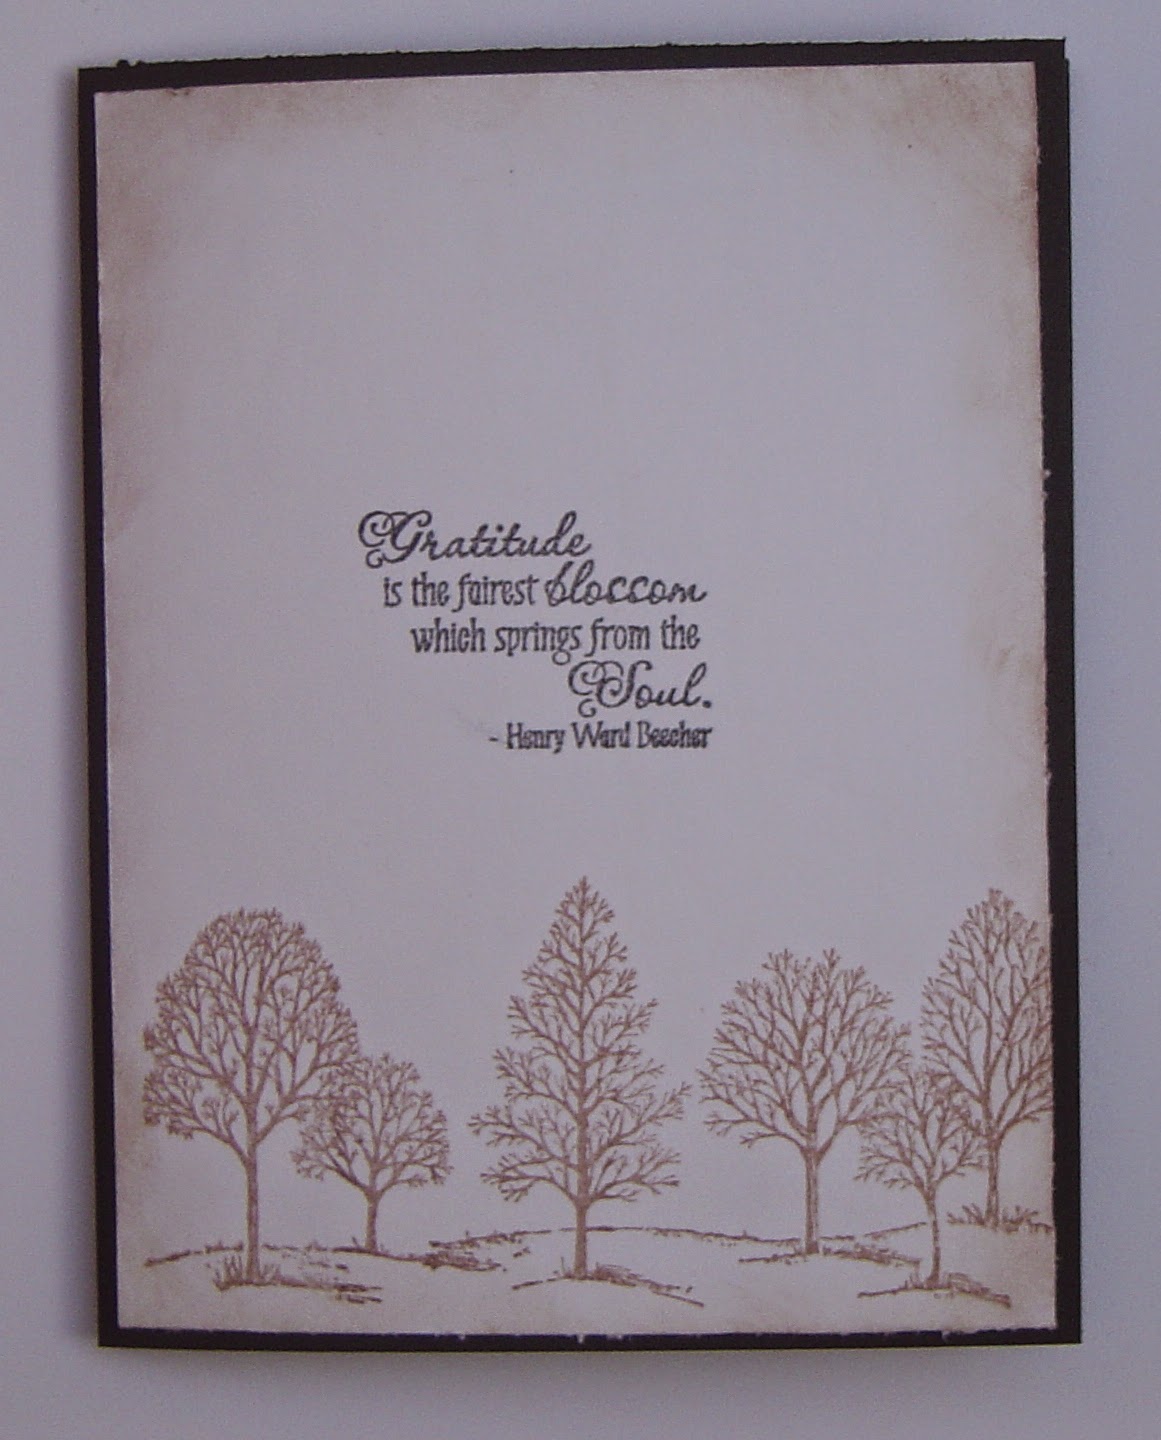 Gratitude
is the fairest blossom
which springs from the
Soul.
- Henry Ward Beecher